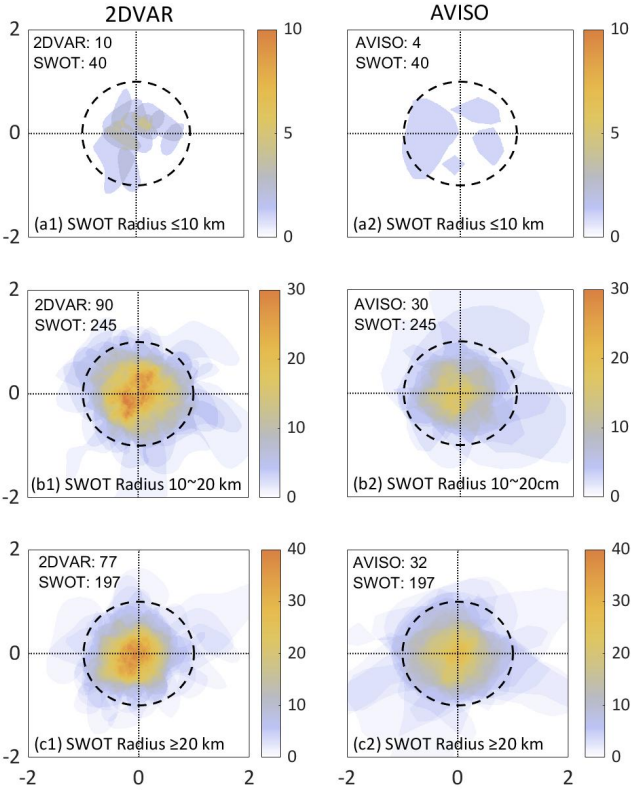 2DVAR
AVISO
2
0
-2
2DVAR: 10
SWOT: 40
(a1) SWOT Radius ≤10 km
10
5
0
AVISO: 4
SWOT: 40
(a2) SWOT Radius ≤10 km
10
5
0
2
0
-2
2DVAR: 90
SWOT: 245
(b1) SWOT Radius 10~20 km
30
20
10
0
AVISO: 30
SWOT: 245
(b2) SWOT Radius 10~20cm
30
20
10
0
2
0
-2
2DVAR: 77
SWOT: 197
(c1) SWOT Radius ≥20 km
40
30
20
10
0
AVISO: 32
SWOT: 197
(c2) SWOT Radius ≥20 km
40
30
20
10
0
-2 0 2
-2 0 2